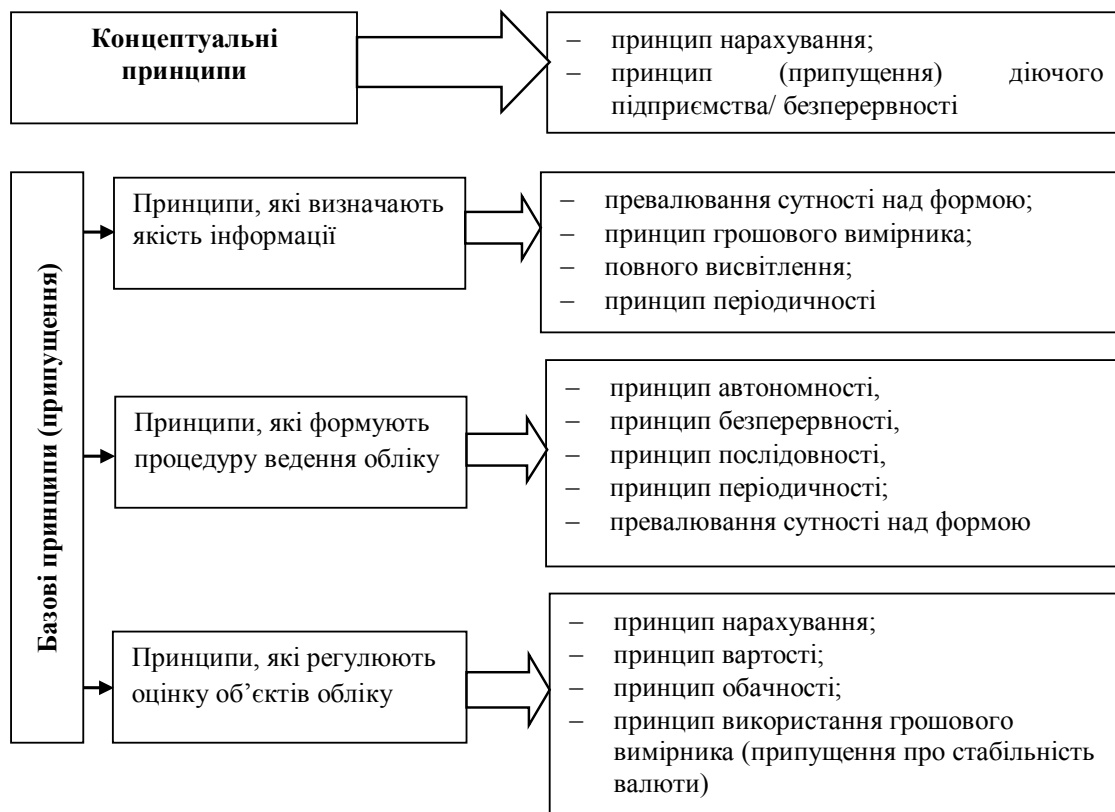 Концептуальні
принципи
– принцип нарахування;
– принцип (припущення) діючого
підприємства/ безперервності
Базові принципи (припущення)
Принципи, які визначають
якість інформації
– превалювання сутності над формою;
– принцип грошового вимірника;
– повного висвітлення;
– принцип періодичності
Принципи, які формують
процедуру ведення обліку
– принцип автономності,
– принцип безперервності,
– принцип послідовності,
– принцип періодичності;
– превалювання сутності над формою
Принципи, які регулюють
оцінку об’єктів обліку
– принцип нарахування;
– принцип вартості;
– принцип обачності;
– принцип використання грошового
вимірника (припущення про стабільність
валюти)